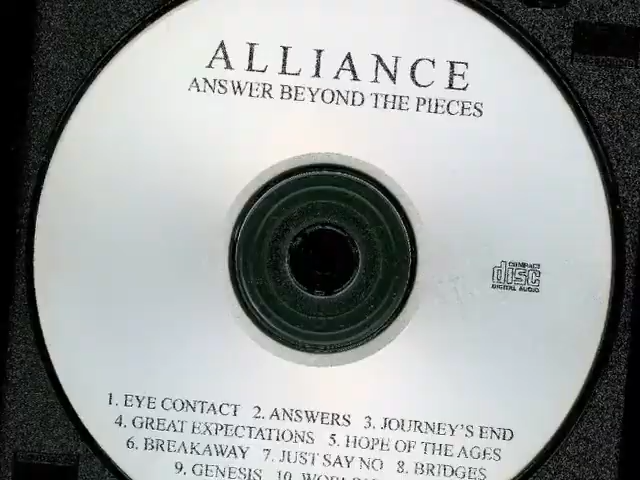 ALLIANCE
ANSWER BEYOND THE PIECES
COMPACT
disc
DIGITAL AUDIO
1. EYE CONTACT 2. ANSWERS 3. JOURNEY'S END
4. GREAT EXPECTATIONS 5. HOPE OF THE AGES
6. BREAKAWAY 7. JUST SAY NO 8. BRIDGES
9. GENESIS 10.